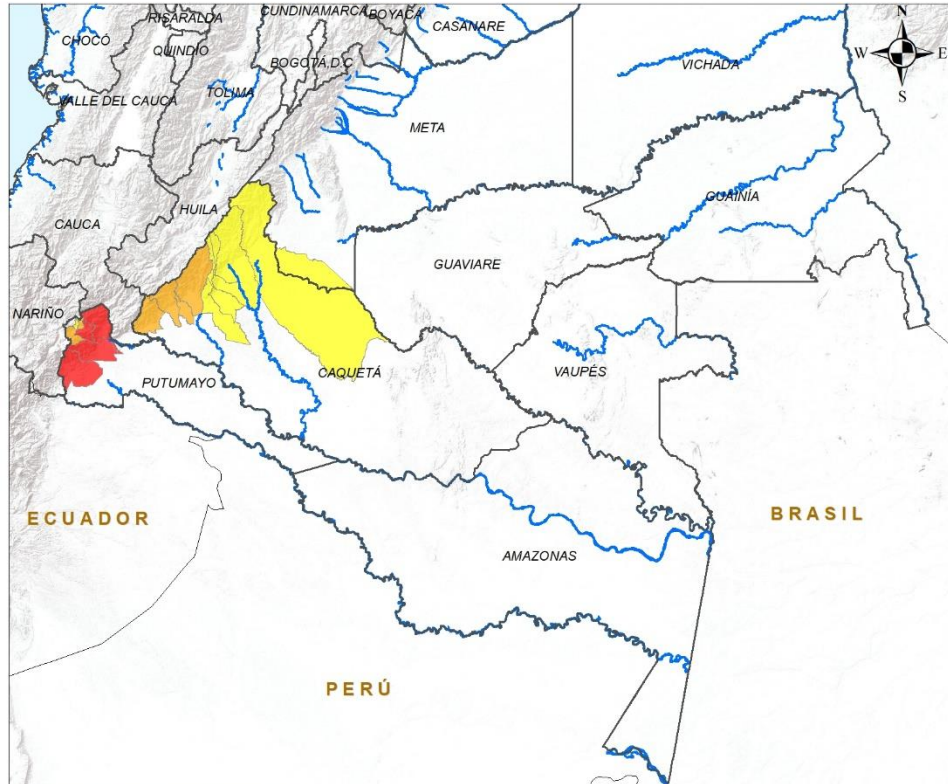 RISARALDA
CUNDINAMARCA
BOYACÁ
CASANARE
N
CHOCÓ
QUINDÍO
BOGOTÁ, D.C
VICHADA
W
E
S
VALLE DEL CAUCA
TOLIMA
META
HUILA
GUAINÍA
CAUCA
GUAVIARE
NARIÑO
CAQUETÁ
VAUPÉS
PUTUMAYO
ECUADOR
BRASIL
AMAZONAS
PERÚ